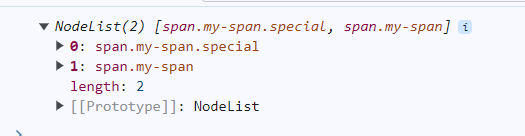 ▼ NodeList(2) [span.my-span.special, span.my-span] i
▶ 0: span.my-span.special
▶ 1: span.my-span
length: 2
▶ [[Prototype]]: NodeList
>